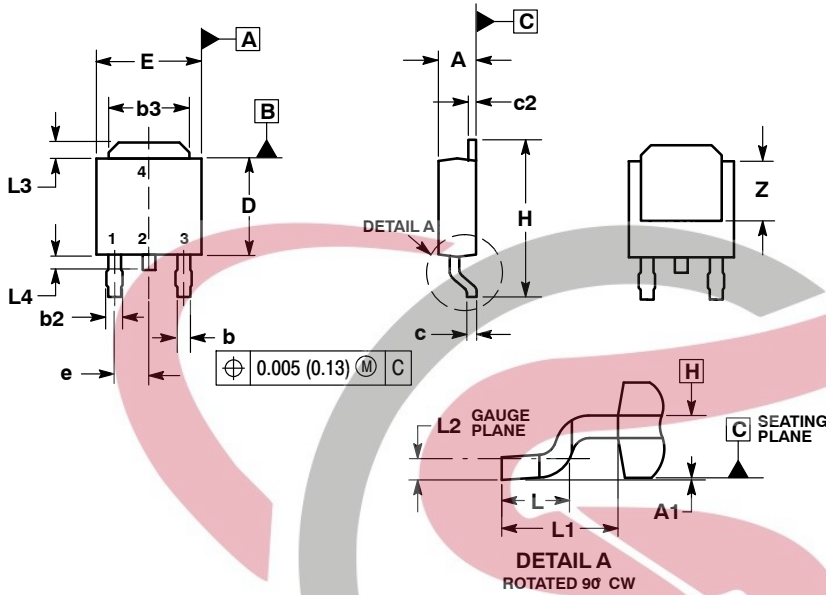 E
A
b3
B
L3
4
D
1 2 3
L4
b2
b
e
0.005 (0.13) Ⓜ C
C
A
c2
H
DETAIL A
c
Z
H
L2 GAUGE PLANE
C SEATING PLANE
L
L1
A1
DETAIL A
ROTATED 90° CW